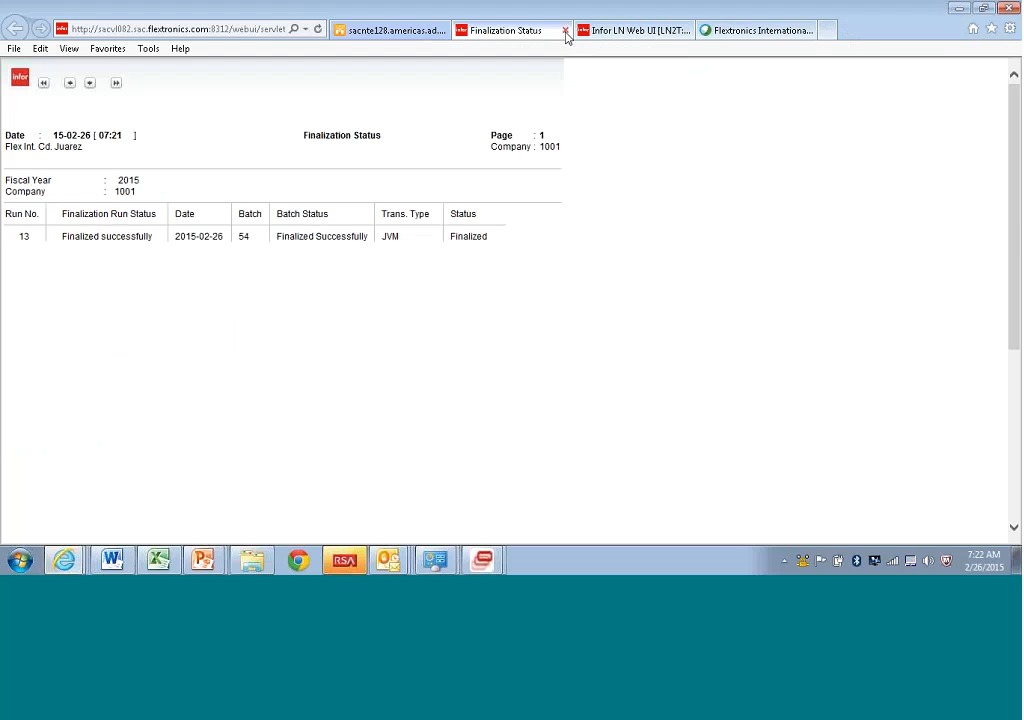 http://sacvl082.sac.flextronics.com:8312/webui/servlet
sacnte128.americas.ad....
Finalization Status
Infor LN Web UI [LN2T:...
Flextronics Internationa...
File Edit View Favorites Tools Help
infor
Date : 15-02-26 [ 07:21 ] Finalization Status Page : 1
Flex Int. Cd. Juarez Company : 1001
Fiscal Year : 2015
Company : 1001
Run No. Finalization Run Status Date Batch Batch Status Trans. Type Status
13 Finalized successfully 2015-02-26 54 Finalized Successfully JVM Finalized
RSA
7:22 AM
2/26/2015